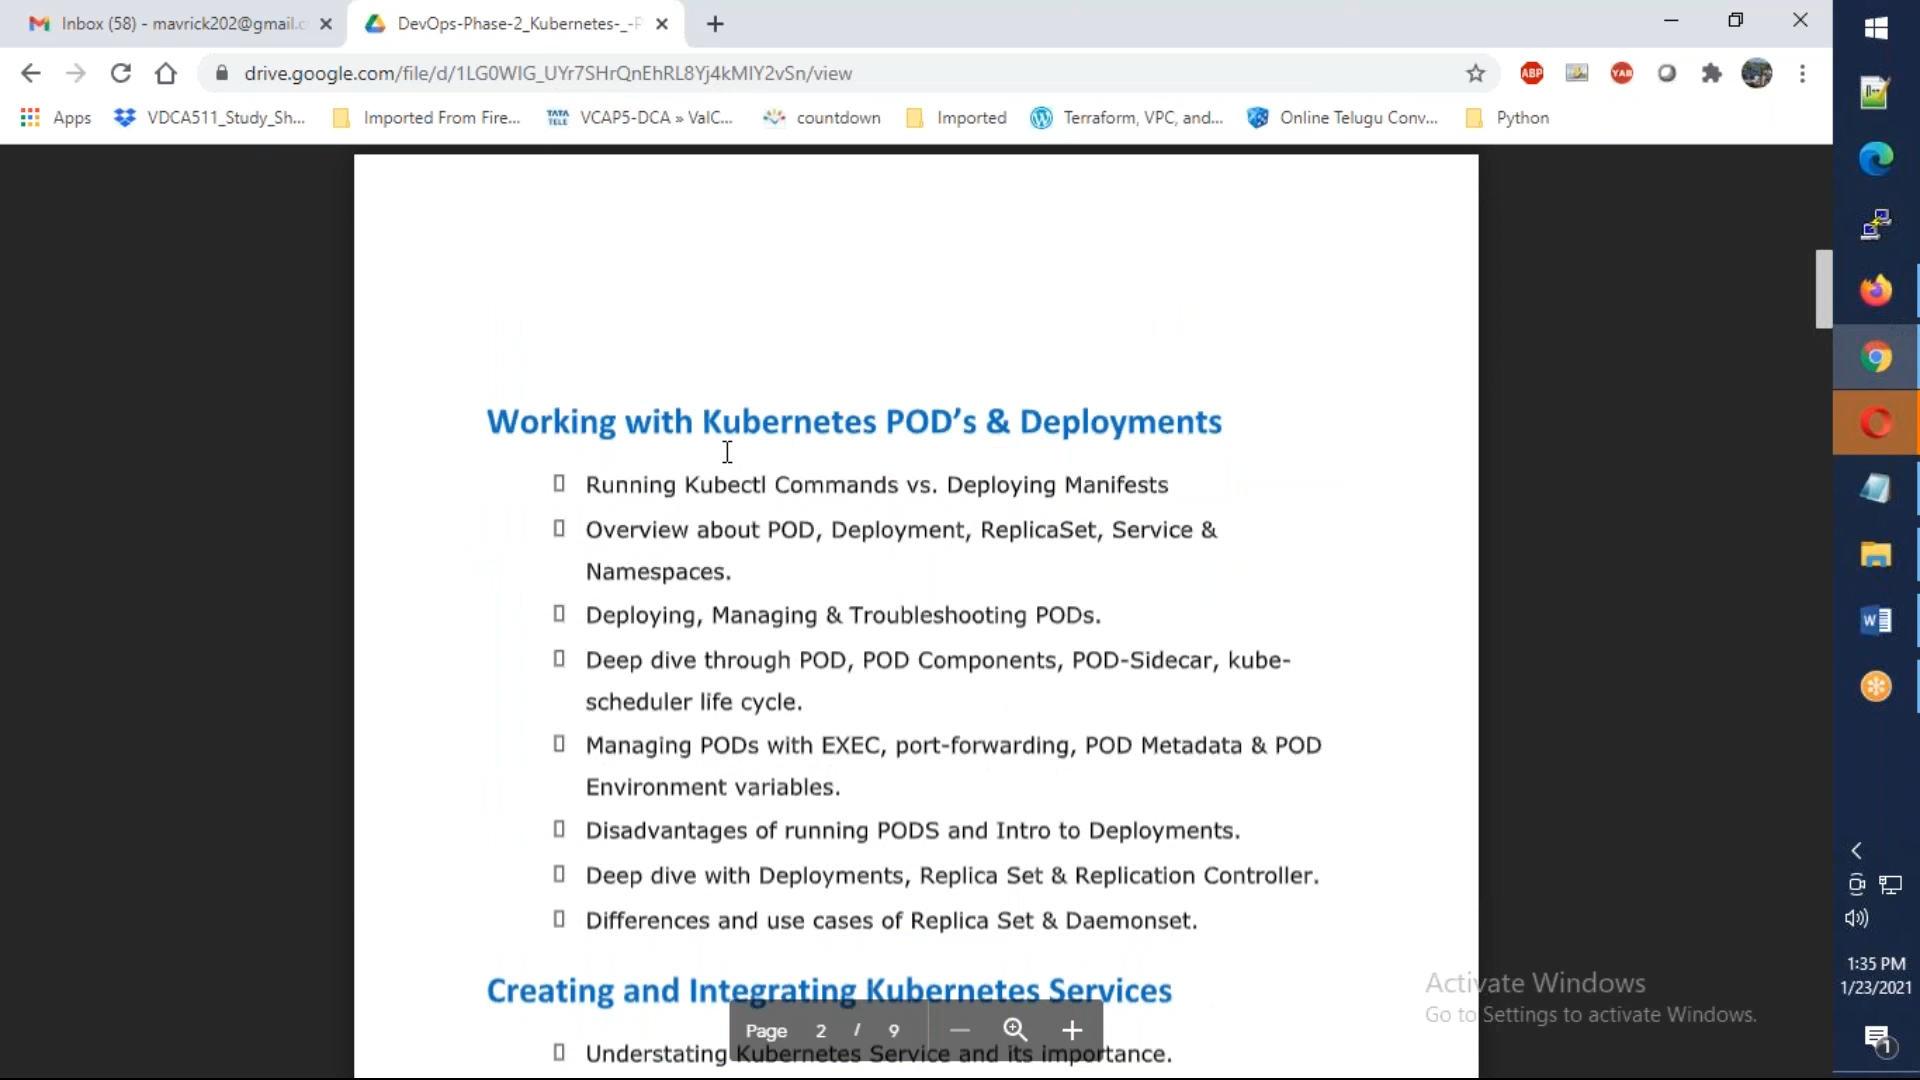 Inbox (58) - mavrick202@gmail.c
DevOps-Phase-2_Kubernetes-_-P
drive.google.com/file/d/1LG0WIG_UYr7SHrQnEhRL8Yj4kMIY2vSn/view
ABP
YAB
Apps
VDCA511_Study_Sh...
Imported From Fire...
TATA
TELE
VCAP5-DCA » ValC...
countdown
Imported
Terraform, VPC, and...
Online Telugu Conv...
Python
Working with Kubernetes POD’s & Deployments
Running Kubectl Commands vs. Deploying Manifests
Overview about POD, Deployment, ReplicaSet, Service &
Namespaces.
Deploying, Managing & Troubleshooting PODs.
Deep dive through POD, POD Components, POD-Sidecar, kube-
scheduler life cycle.
Managing PODs with EXEC, port-forwarding, POD Metadata & POD
Environment variables.
Disadvantages of running PODS and Intro to Deployments.
Deep dive with Deployments, Replica Set & Replication Controller.
Differences and use cases of Replica Set & Daemonset.
Creating and Integrating Kubernetes Services
Page 2 / 9
Understating Kubernetes Service and its importance.
Activate Windows
Go to Settings to activate Windows.
W
1:35 PM
1/23/2021
1